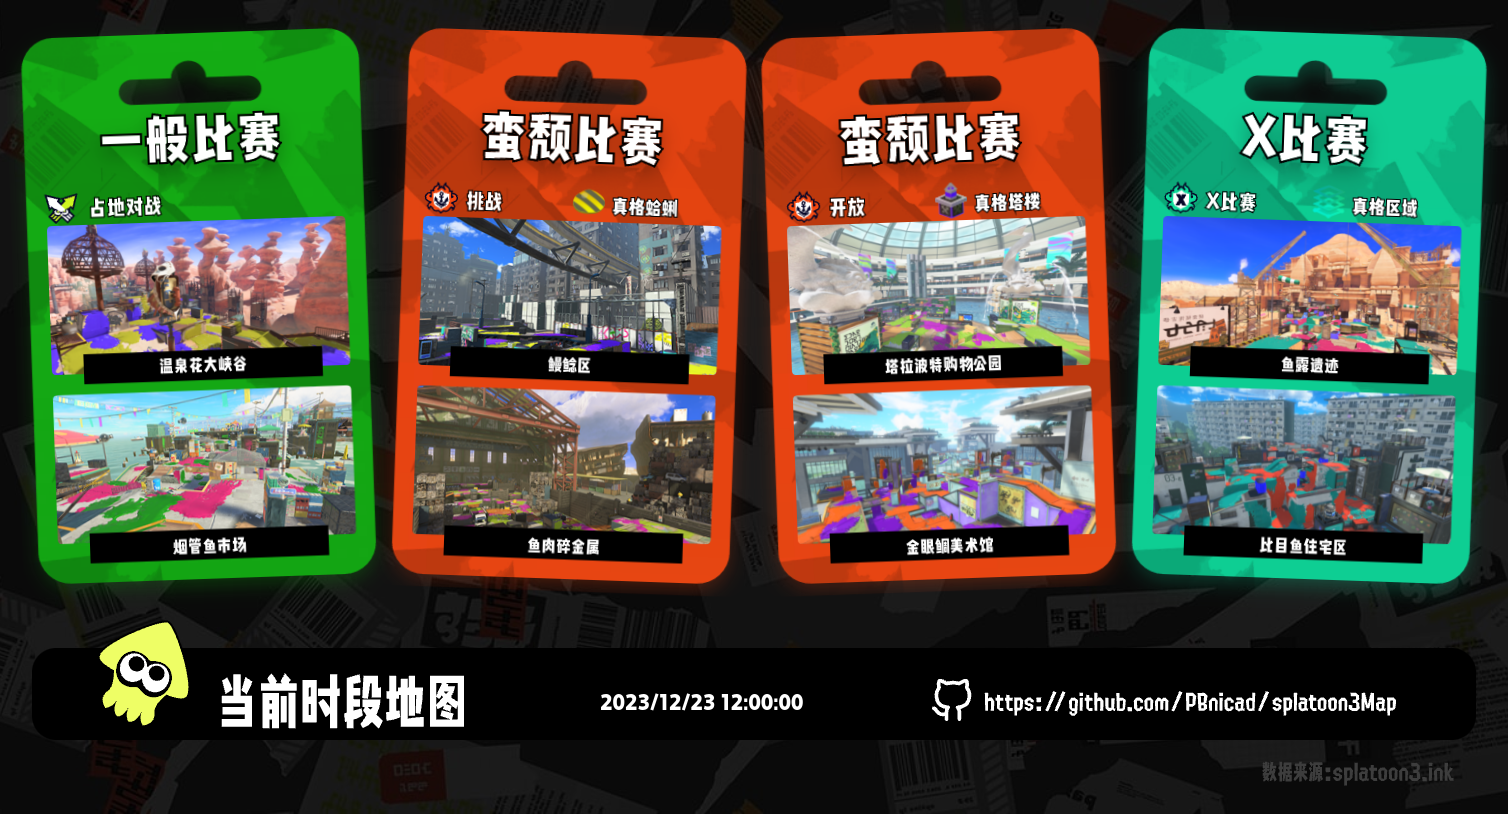 一般比赛
占地对战
温泉花大峡谷
烟管鱼市场
蛮颓比赛
挑战
真格蛤蜊
鳗鲶区
鱼肉碎金属
蛮颓比赛
开放
真格塔楼
塔拉波特购物公园
金眼鲷美术馆
X比赛
X比赛
真格区域
鱼露遗迹
比目鱼住宅区
当前时段地图
2023/12/23 12:00:00
https://github.com/PBnicad/splatoon3Map
数据来源:splatoon3.ink